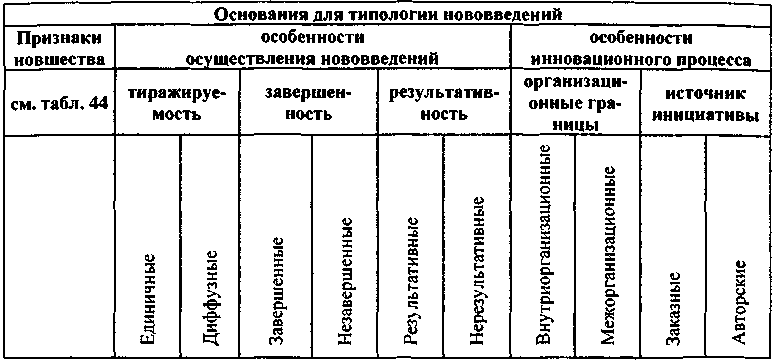 Основания для типологии нововведений
Признаки
новшества
особенности
осуществления нововведений
особенности
инновационного процесса
см. табл. 44
тиражируе-
мость
завершен-
ность
результатив-
ность
организаци-
онные гра-
ницы
источник
инициативы
Единичные
Диффузные
Завершенные
Незавершенные
Результативные
Нерезультативные
Внутриорганизационные
Межорганизационные
Заказные
Авторские